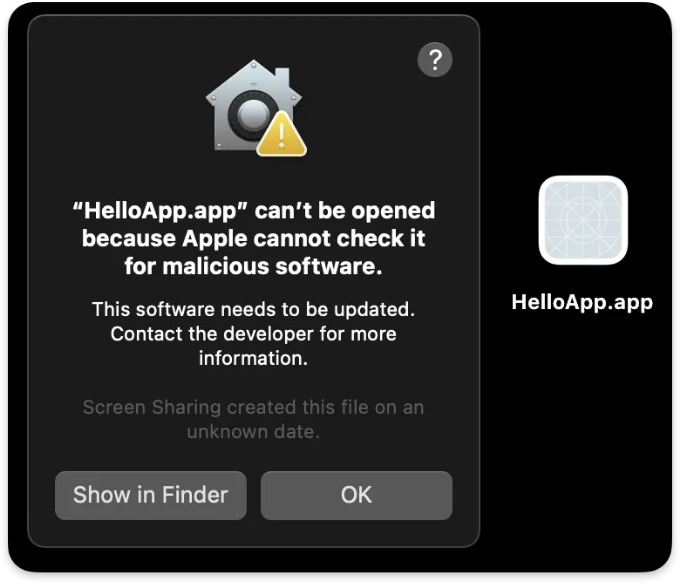 ?
“HelloApp.app” can’t be opened
because Apple cannot check it
for malicious software.
This software needs to be updated.
Contact the developer for more
information.
Screen Sharing created this file on an
unknown date.
Show in Finder
OK
HelloApp.app